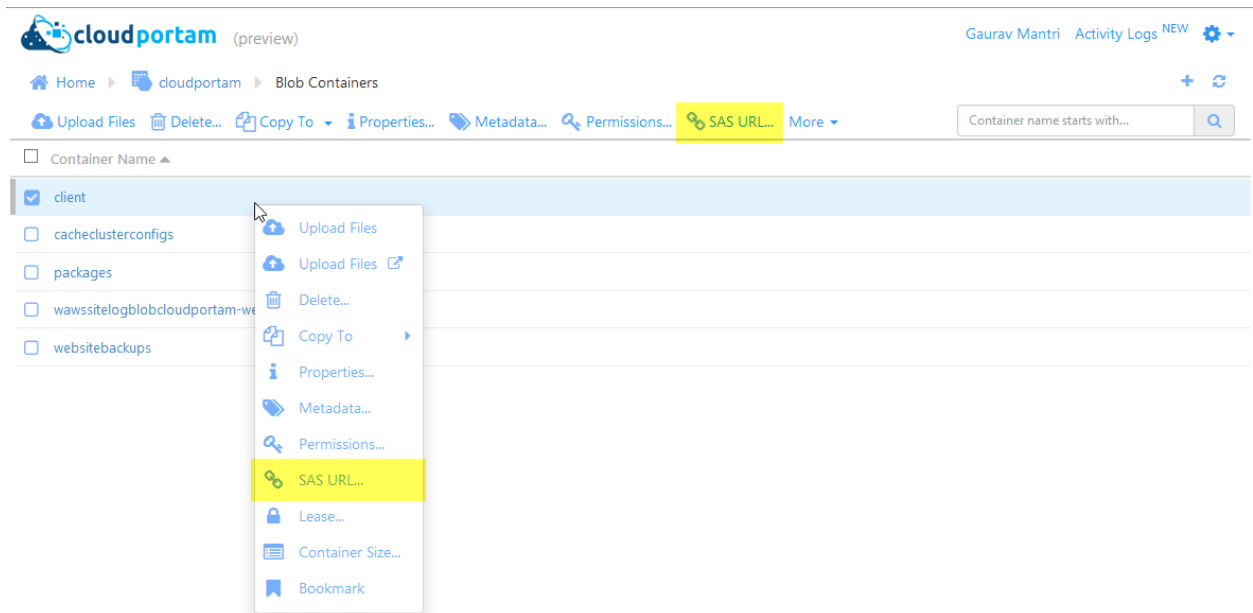 cloudportam (preview) Gaurav Mantri Activity Logs NEW
Home cloudportam Blob Containers
Upload Files Delete... Copy To Properties... Metadata... Permissions... SAS URL... More Container name starts with...
Container Name
client
Upload Files
cacheclusterconfigs
Upload Files
packages
Delete...
wawssitelogblobcloudportam-we
Copy To
websitebackups
Properties...
Metadata...
Permissions...
SAS URL...
Lease...
Container Size...
Bookmark